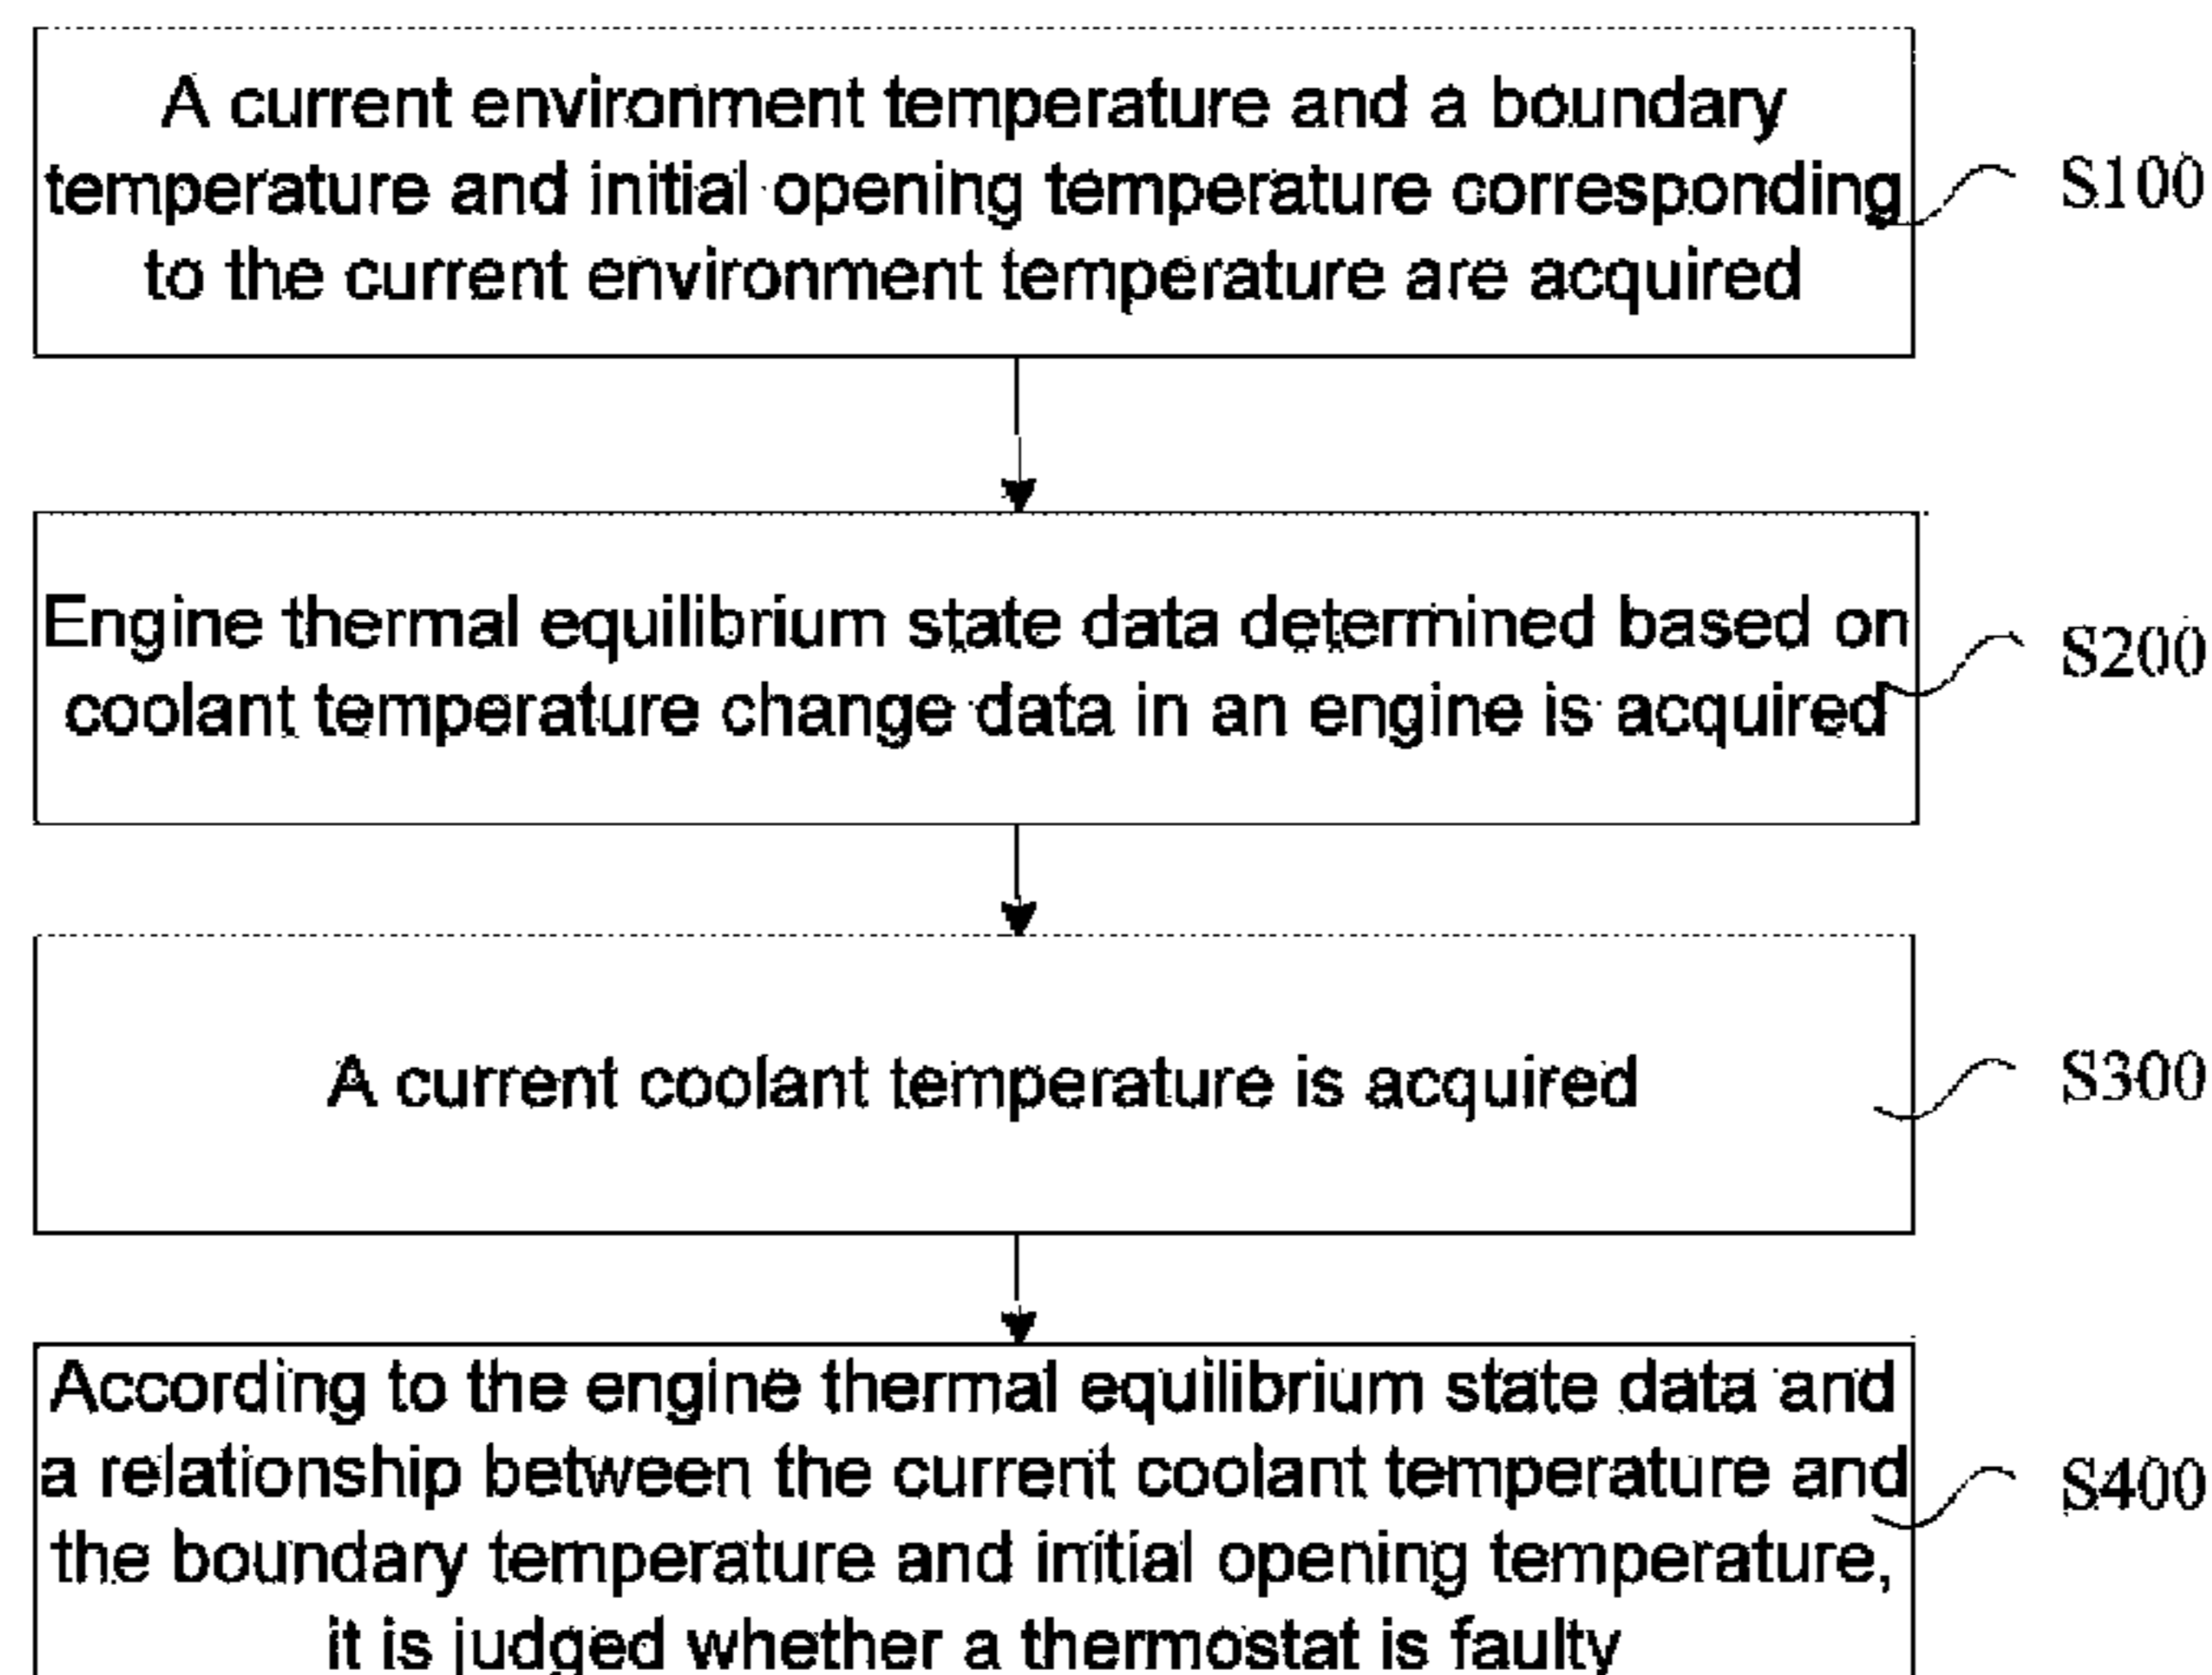 A current environment temperature and a boundary
temperature and initial opening temperature corresponding
to the current environment temperature are acquired
S100
Engine thermal equilibrium state data determined based on
coolant temperature change data in an engine is acquired
S200
A current coolant temperature is acquired
S300
According to the engine thermal equilibrium state data and
a relationship between the current coolant temperature and
the boundary temperature and initial opening temperature,
it is judged whether a thermostat is faulty
S400